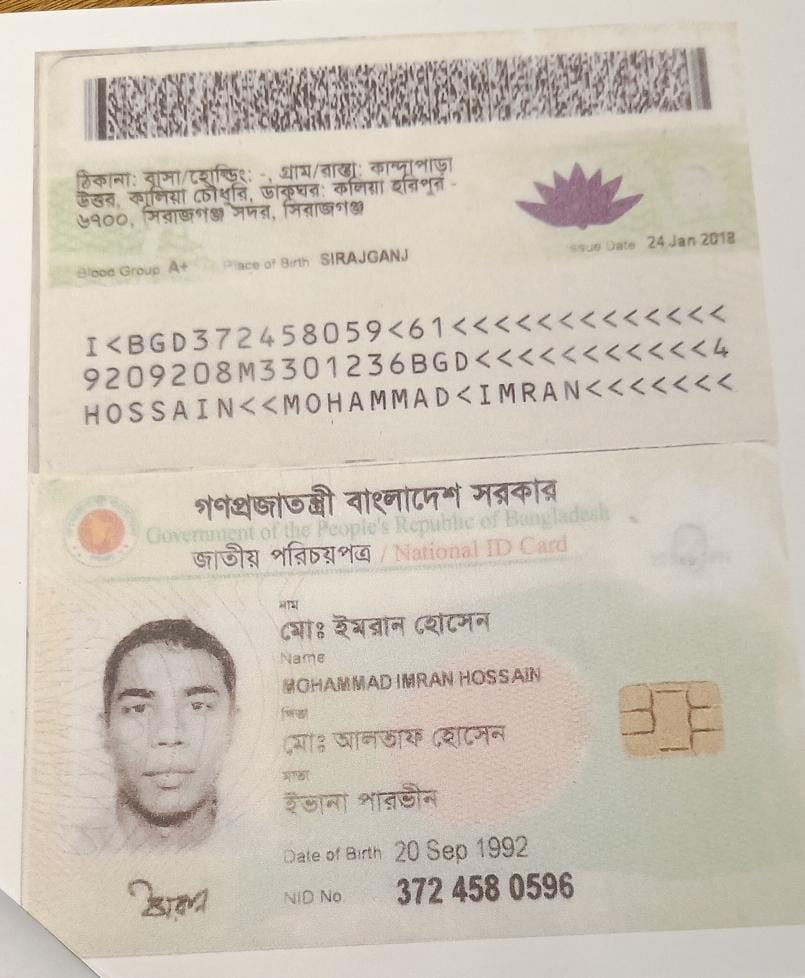 ঠিকানা: বাসা/হোল্ডিং: -, গ্রাম/রাস্তা: কান্দাপাড়া
উত্তর, কালিয়া চৌধুরি, ডাকঘর: কালিয়া হরিপুর -
৬৭০০, সিরাজগঞ্জ সদর, সিরাজগঞ্জ
Blood Group A+ Place of Birth SIRAJGANJ Issue Date 24 Jan 2018
I<BGD372458059<61<<<<<<<<<<<<<
9209208M3301236BGD<<<<<<<<<<<4
HOSSAIN<<MOHAMMAD<IMRAN<<<<<<<
গণপ্রজাতন্ত্রী বাংলাদেশ সরকার
Government of the People's Republic of Bangladesh
জাতীয় পরিচয়পত্র / National ID Card
নাম
মোঃ ইমরান হোসেন
Name
MOHAMMAD IMRAN HOSSAIN
পিতা
মোঃ আলতাফ হোসেন
মাতা
ইভানা পারভীন
Date of Birth 20 Sep 1992
NID No. 372 458 0596